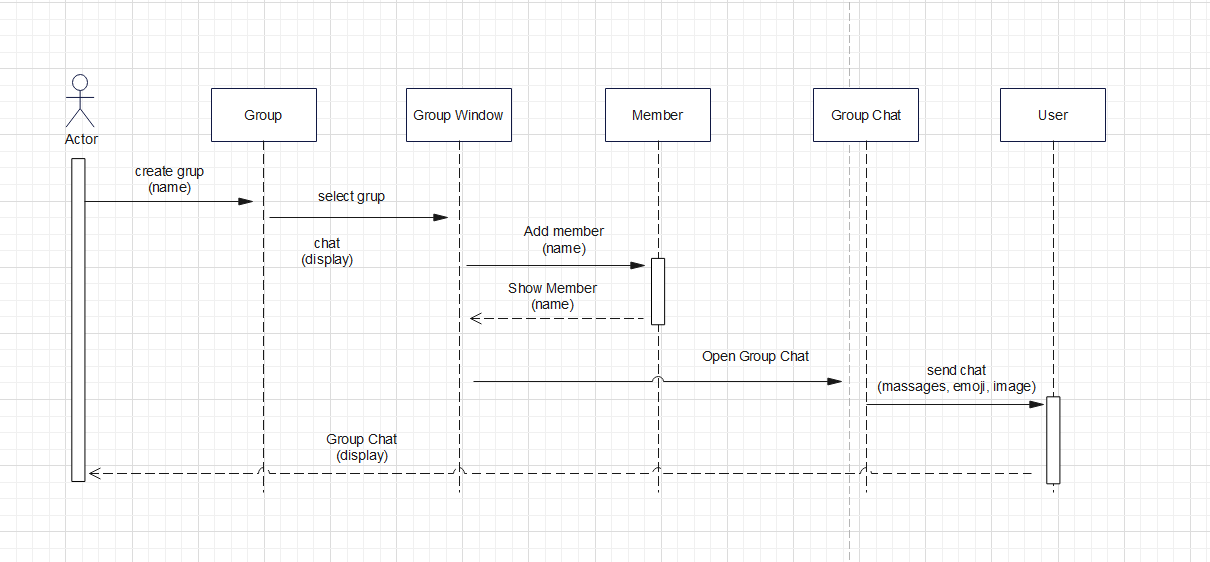 Actor
Group
Group Window
Member
Group Chat
User
create grup
(name)
select grup
chat
(display)
Add member
(name)
Show Member
(name)
Open Group Chat
send chat
(massages, emoji, image)
Group Chat
(display)